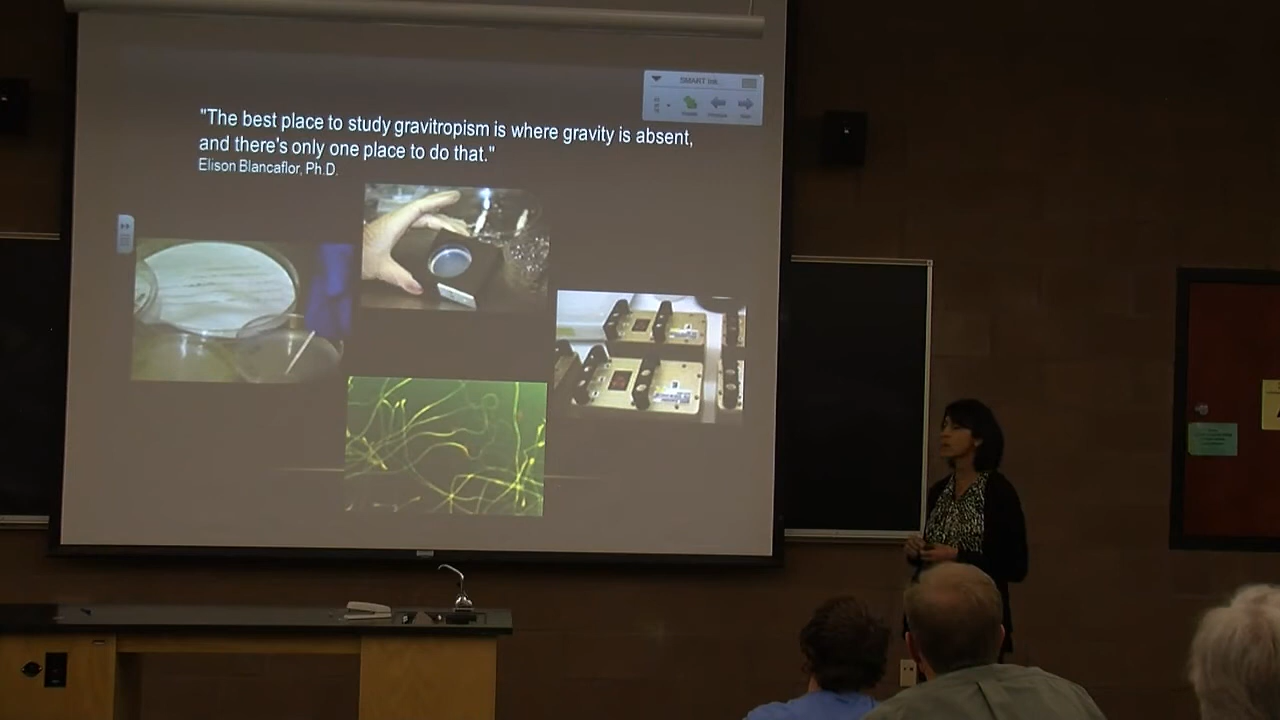 SMART Ink
"The best place to study gravitropism is where gravity is absent,
and there's only one place to do that."
Elison Blancaflor, Ph.D.